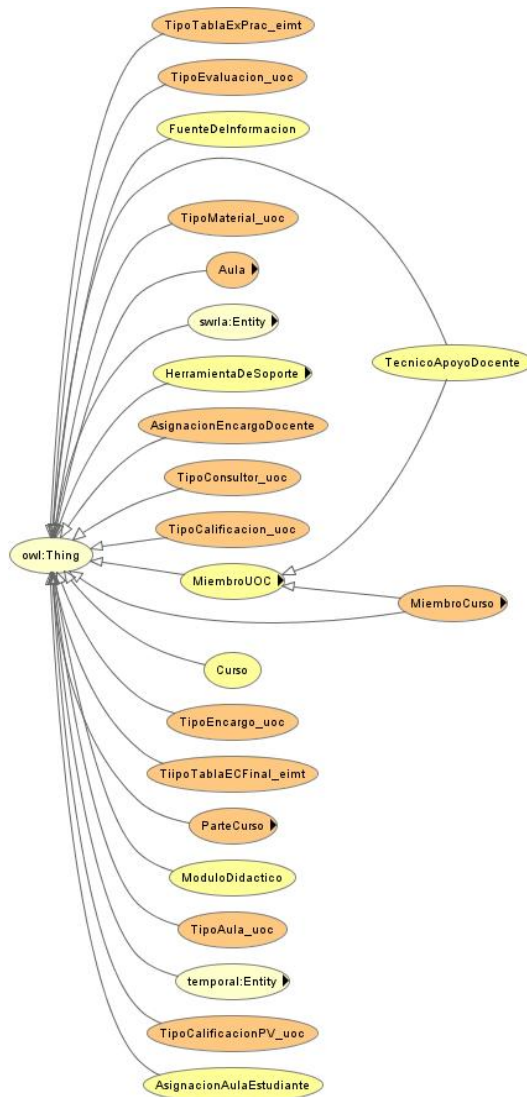 TipoTablaExPrac_eimt
TipoEvaluacion_uoc
FuenteDeInformacion
TipoMaterial_uoc
Aula
swrla:Entity
TecnicoApoyoDocente
HerramientaDeSoporte
AsignacionEncargoDocente
TipoConsultor_uoc
TipoCalificacion_uoc
owl:Thing
MiembroUOC
MiembroCurso
Curso
TipoEncargo_uoc
TiipoTablaECFinal_eimt
ParteCurso
ModuloDidactico
TipoAula_uoc
temporal:Entity
TipoCalificacionPV_uoc
AsignacionAulaEstudiante